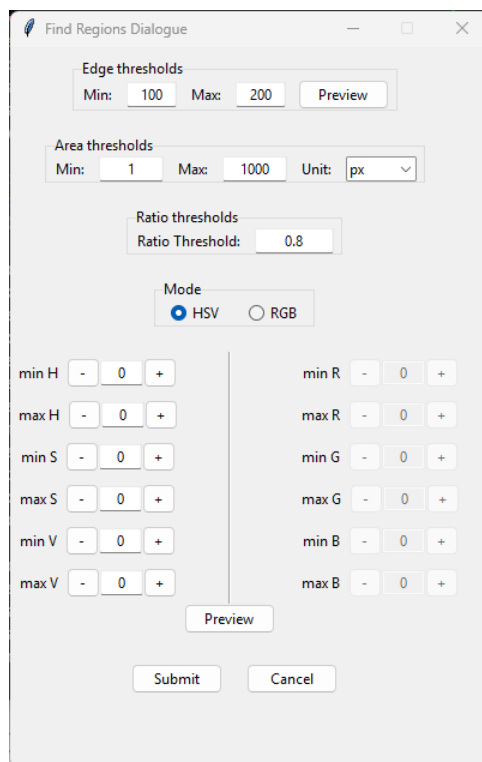 Find Regions Dialogue
Edge thresholds
Min: 100 Max: 200 Preview
Area thresholds
Min: 1 Max: 1000 Unit: px
Ratio thresholds
Ratio Threshold: 0.8
Mode
HSV RGB
min H - 0 + min R - 0 +
max H - 0 + max R - 0 +
min S - 0 + min G - 0 +
max S - 0 + max G - 0 +
min V - 0 + min B - 0 +
max V - 0 + max B - 0 +
Preview
Submit Cancel